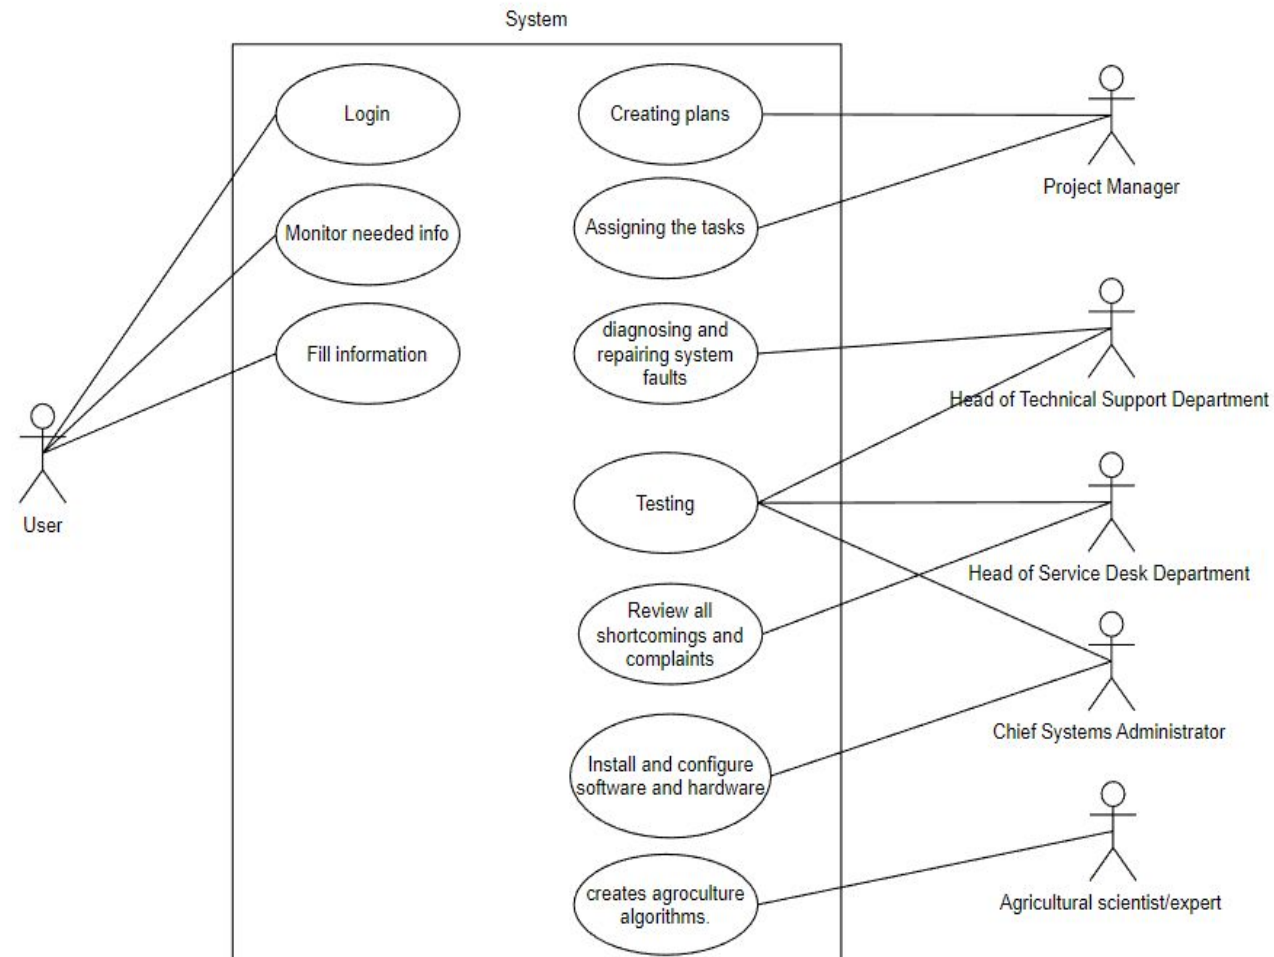 System
Login
Creating plans
Project Manager
Monitor needed info
Assigning the tasks
Fill information
diagnosing and
repairing system
faults
Head of Technical Support Department
User
Testing
Head of Service Desk Department
Review all
shortcomings and
complaints
Chief Systems Administrator
Install and configure
software and hardware
creates agroculture
algorithms.
Agricultural scientist/expert